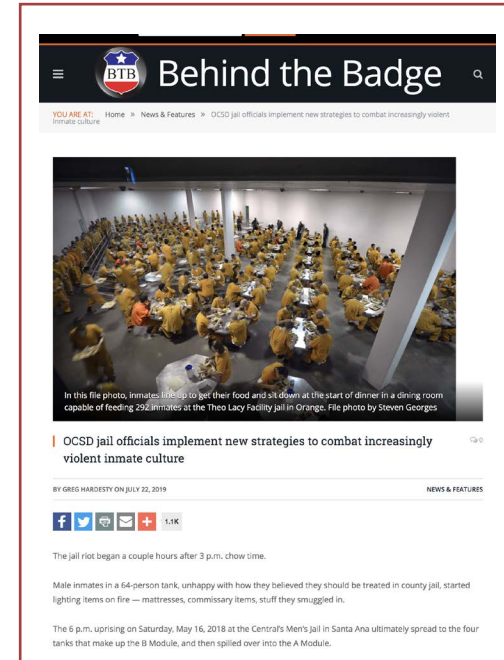 BTB
Behind the Badge
YOU ARE AT: Home » News & Features » OCSD jail officials implement new strategies to combat increasingly violent
inmate culture
In this file photo, inmates line up to get their food and sit down at the start of dinner in a dining room
capable of feeding 292 inmates at the Theo Lacy Facility jail in Orange. File photo by Steven Georges
OCSD jail officials implement new strategies to combat increasingly
violent inmate culture
0
BY GREG HARDESTY ON JULY 22, 2019
NEWS & FEATURES
1.1K
The jail riot began a couple hours after 3 p.m. chow time.
Male inmates in a 64-person tank, unhappy with how they believed they should be treated in county jail, started
lighting items on fire — mattresses, commissary items, stuff they smuggled in.
The 6 p.m. uprising on Saturday, May 16, 2018 at the Central's Men's Jail in Santa Ana ultimately spread to the four
tanks that make up the B Module, and then spilled over into the A Module.